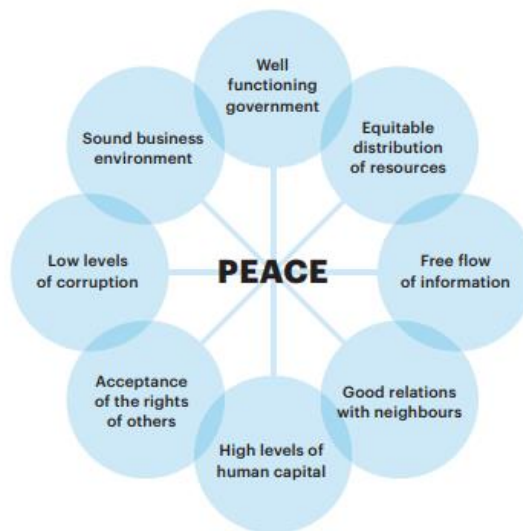 Well
functioning
government
Equitable
distribution
of resources
Free flow
of information
Good relations
with neighbours
High levels of
human capital
Acceptance
of the rights
of others
Low levels
of corruption
Sound business
environment
PEACE